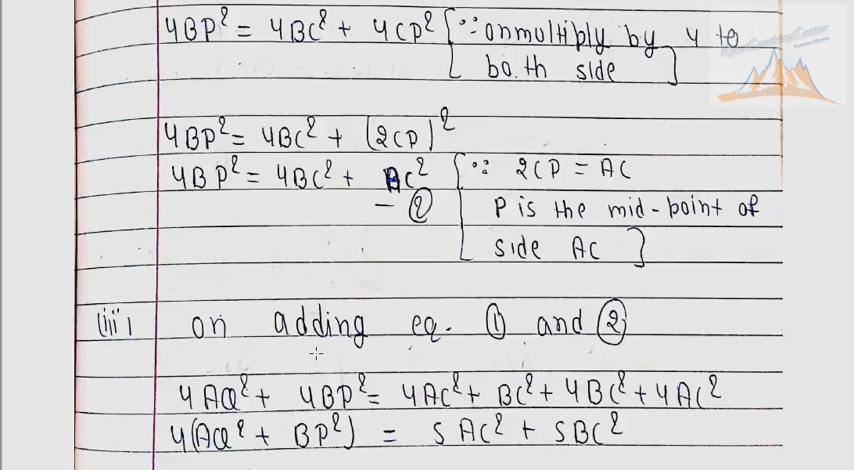 4BP² = 4BC² + 4CP² [∵ on multiply by 4 to
both side]
4BP² = 4BC² + (2CP)²
4BP² = 4BC² + AC² [∵ 2CP = AC
— ② P is the mid-point of
side AC]
(iii) on adding eq. ① and ②
4AQ² + 4BP² = 4AC² + BC² + 4BC² + 4AC²
4(AQ² + BP²) = 5AC² + 5BC²